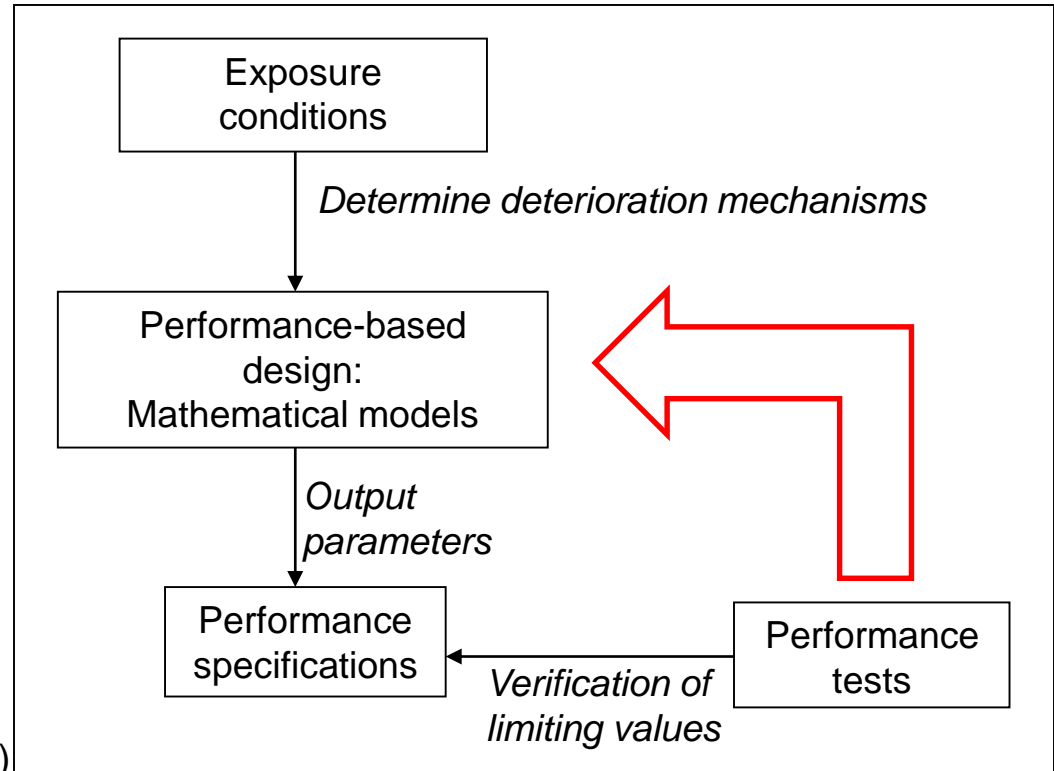 Exposure
conditions
Determine deterioration mechanisms
Performance-based
design:
Mathematical models
Output
parameters
Performance
specifications
Verification of
limiting values
Performance
tests
)